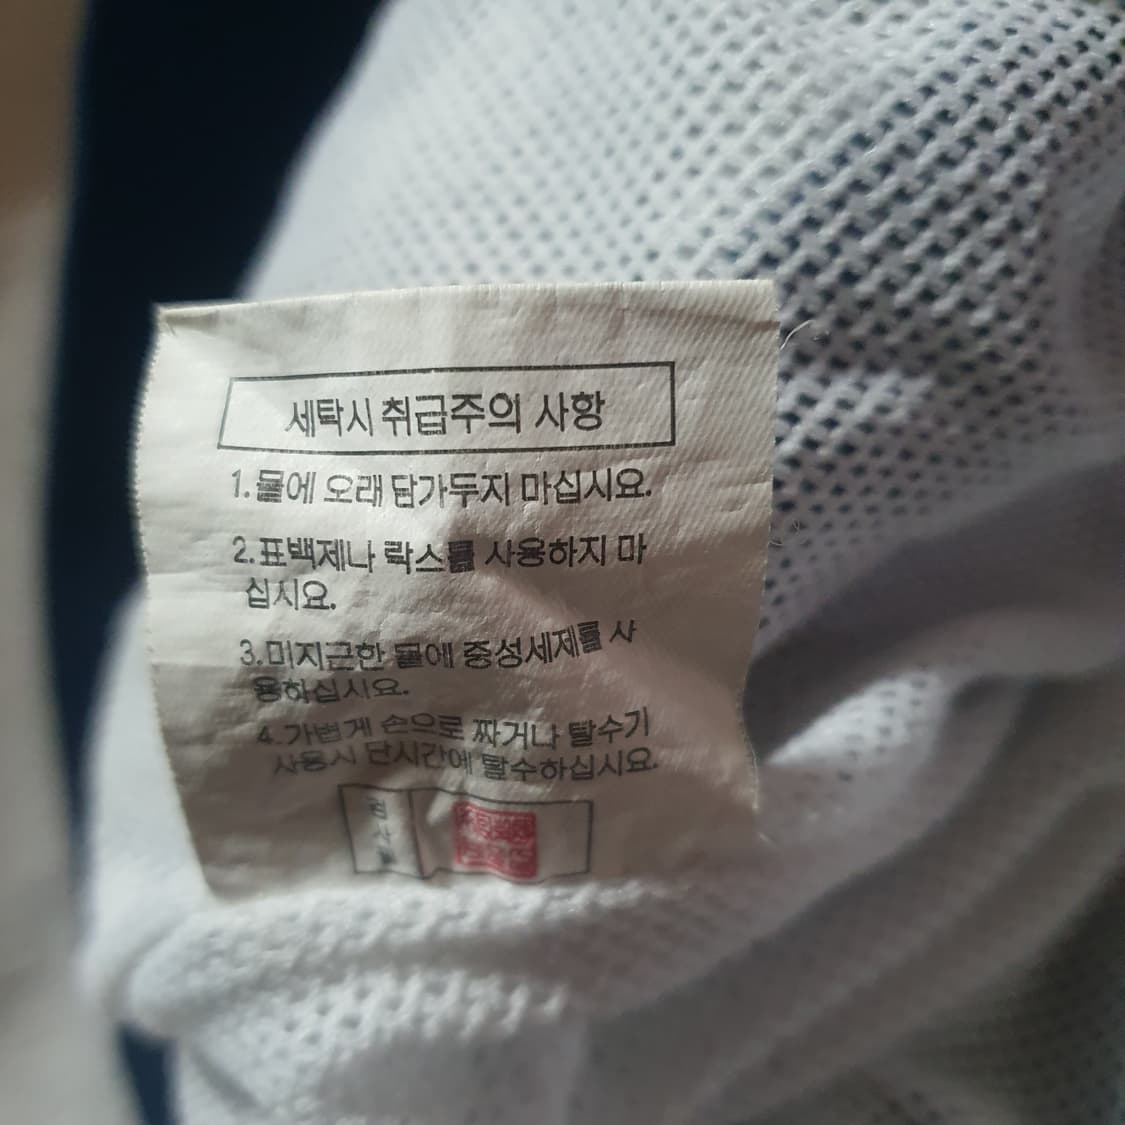 세탁시 취급주의 사항
1.물에 오래 담가두지 마십시요.
2.표백제나 락스를 사용하지 마
십시요.
3.미지근한 물에 중성세제를 사
용하십시요.
4.가볍게 손으로 짜거나 탈수기
사용시 단시간에 탈수하십시요.